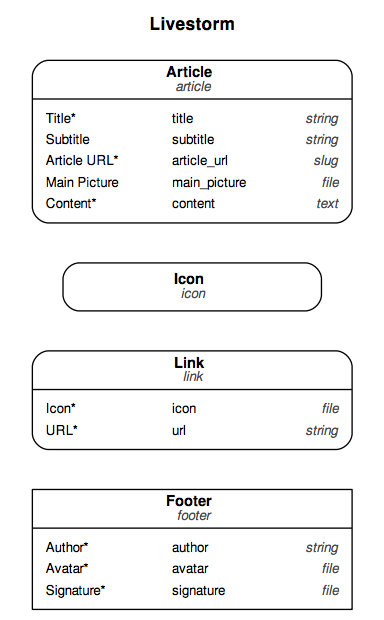 Livestorm
Article
article
Title* title string
Subtitle subtitle string
Article URL* article_url slug
Main Picture main_picture file
Content* content text
Icon
icon
Link
link
Icon* icon file
URL* url string
Footer
footer
Author* author string
Avatar* avatar file
Signature* signature file